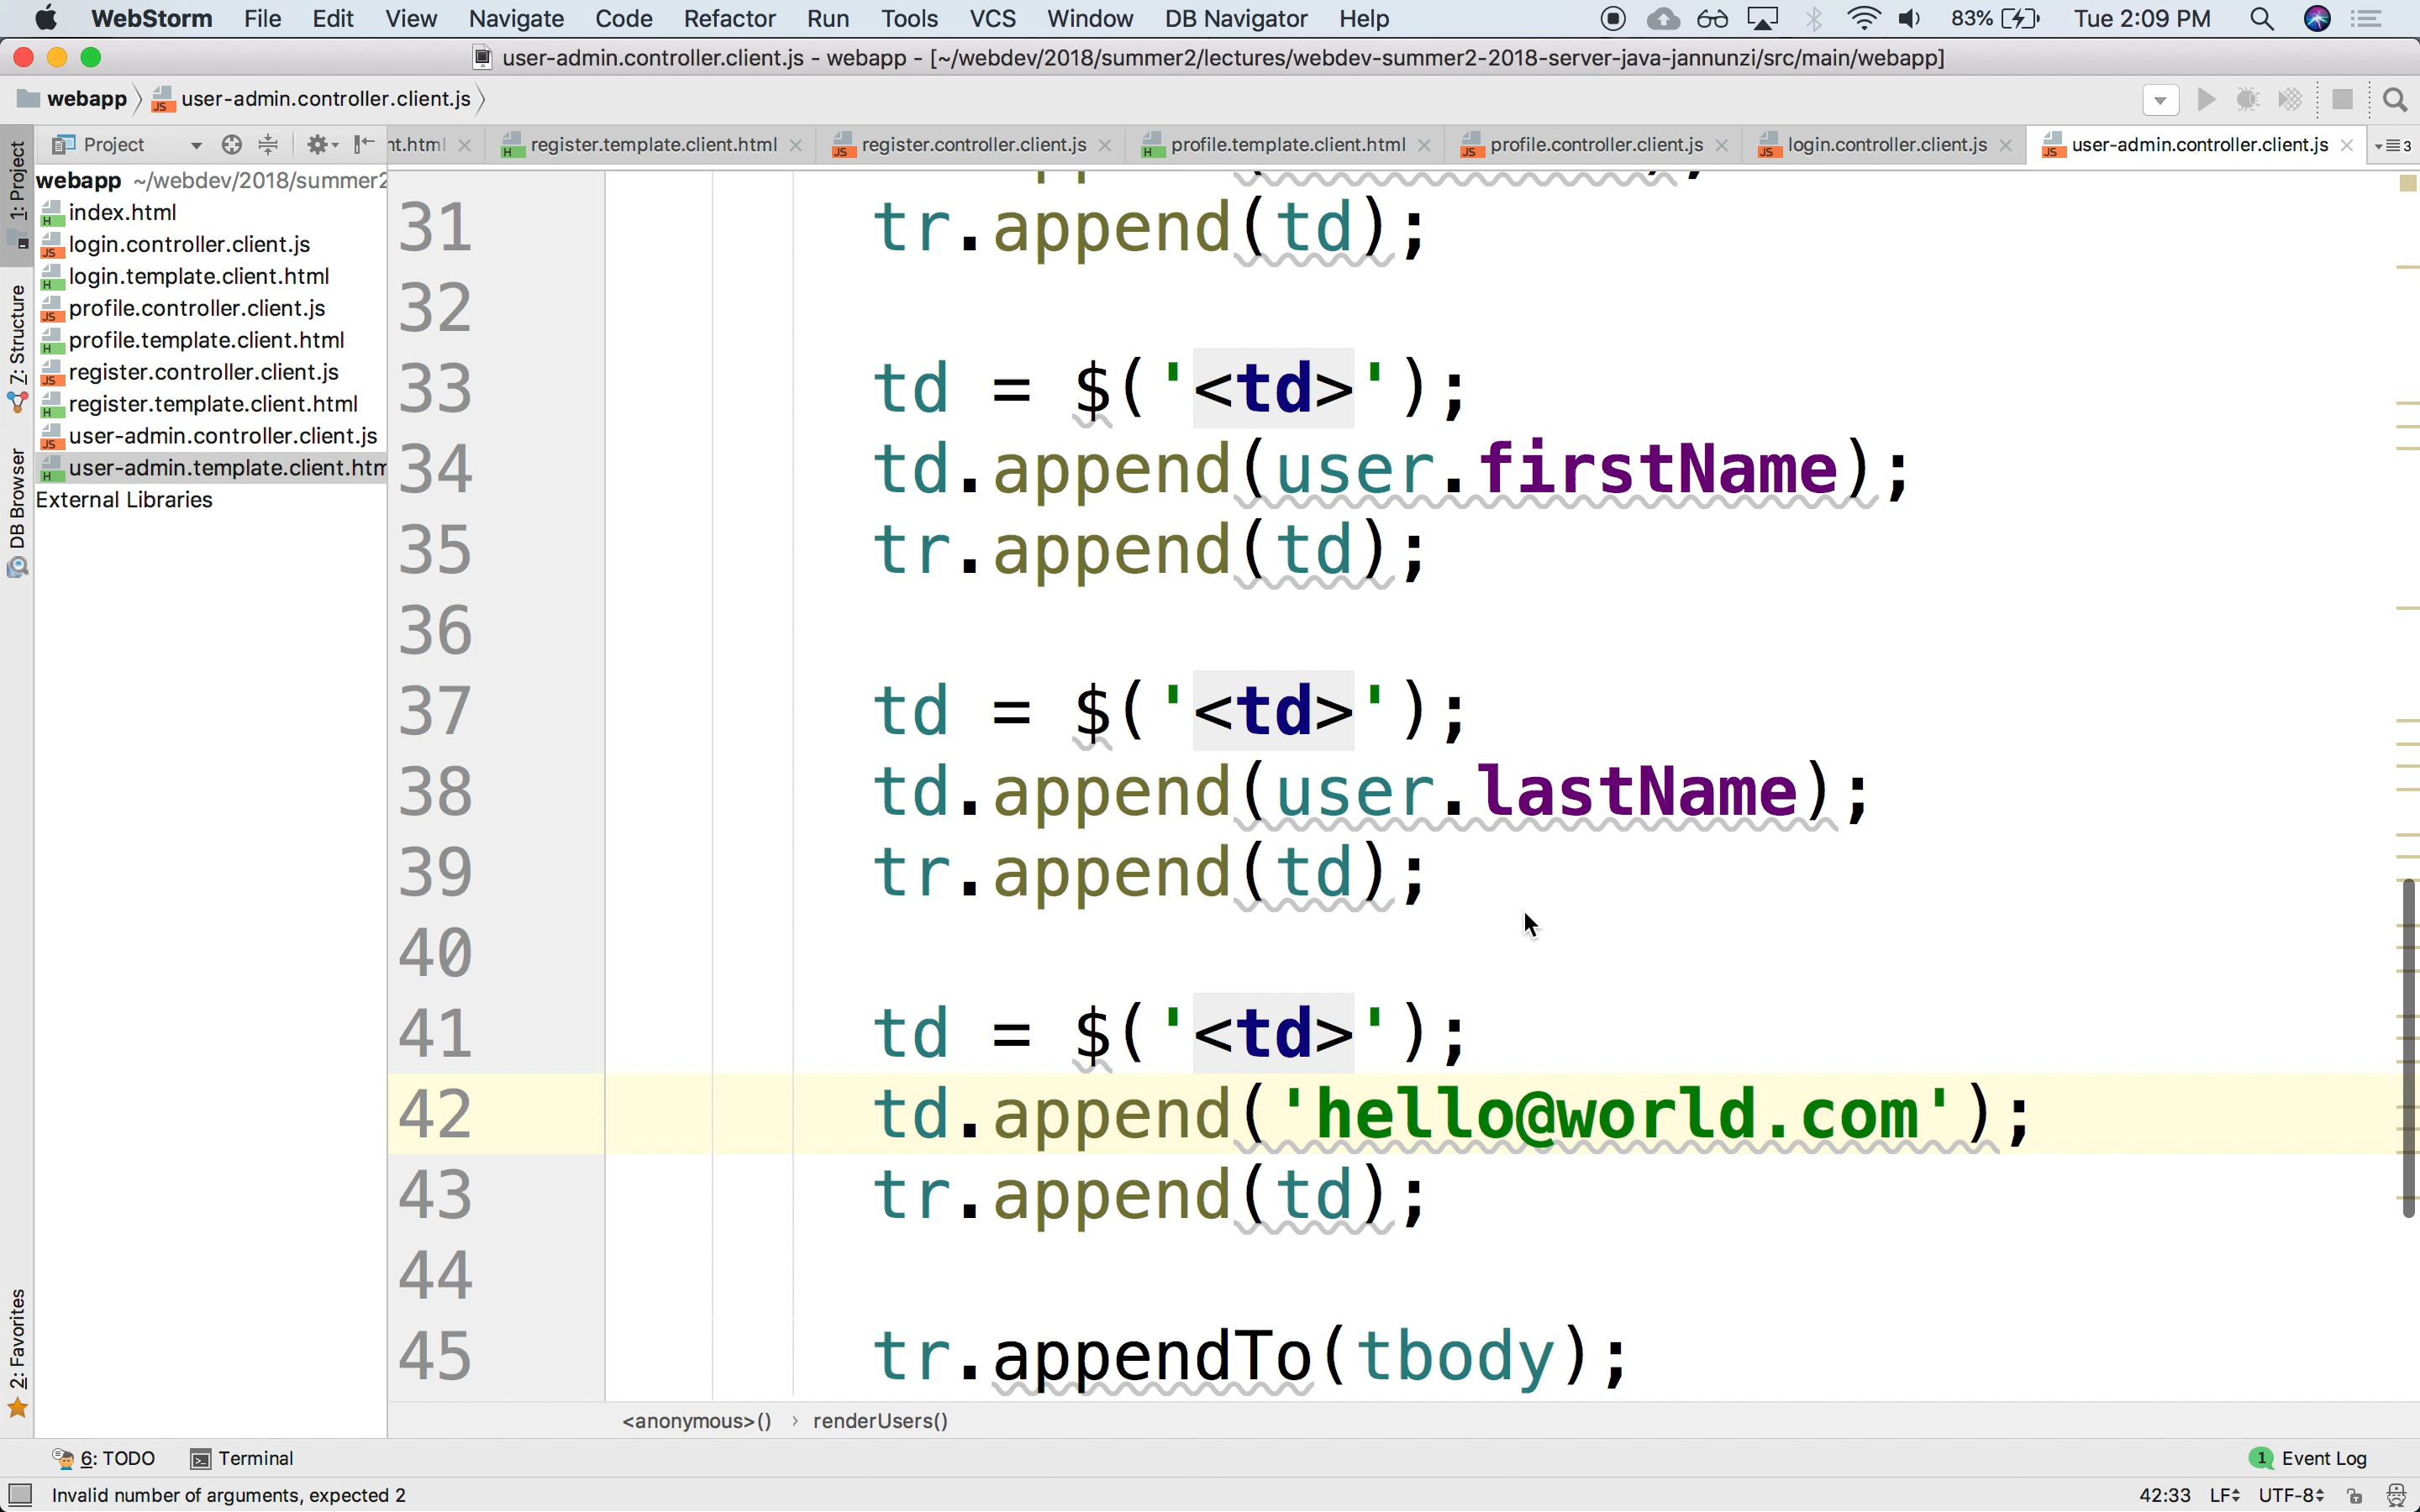 WebStorm File Edit View Navigate Code Refactor Run Tools VCS Window DB Navigator Help 83% Tue 2:09 PM
user-admin.controller.client.js - webapp - [~/webdev/2018/summer2/lectures/webdev-summer2-2018-server-java-jannunzi/src/main/webapp]
webapp user-admin.controller.client.js
Project nt.html register.template.client.html register.controller.client.js profile.template.client.html profile.controller.client.js login.controller.client.js user-admin.controller.client.js 3
1: Project
7: Structure
DB Browser
2: Favorites
webapp ~/webdev/2018/summer2
index.html
login.controller.client.js
login.template.client.html
profile.controller.client.js
profile.template.client.html
register.controller.client.js
register.template.client.html
user-admin.controller.client.js
user-admin.template.client.htm
External Libraries
31 tr.append(td);
32
33 td = $('<td>');
34 td.append(user.firstName);
35 tr.append(td);
36
37 td = $('<td>');
38 td.append(user.lastName);
39 tr.append(td);
40
41 td = $('<td>');
42 td.append('hello@world.com');
43 tr.append(td);
44
45 tr.appendTo(tbody);
<anonymous>() › renderUsers()
6: TODO Terminal 1 Event Log
Invalid number of arguments, expected 2 42:33 LF UTF-8